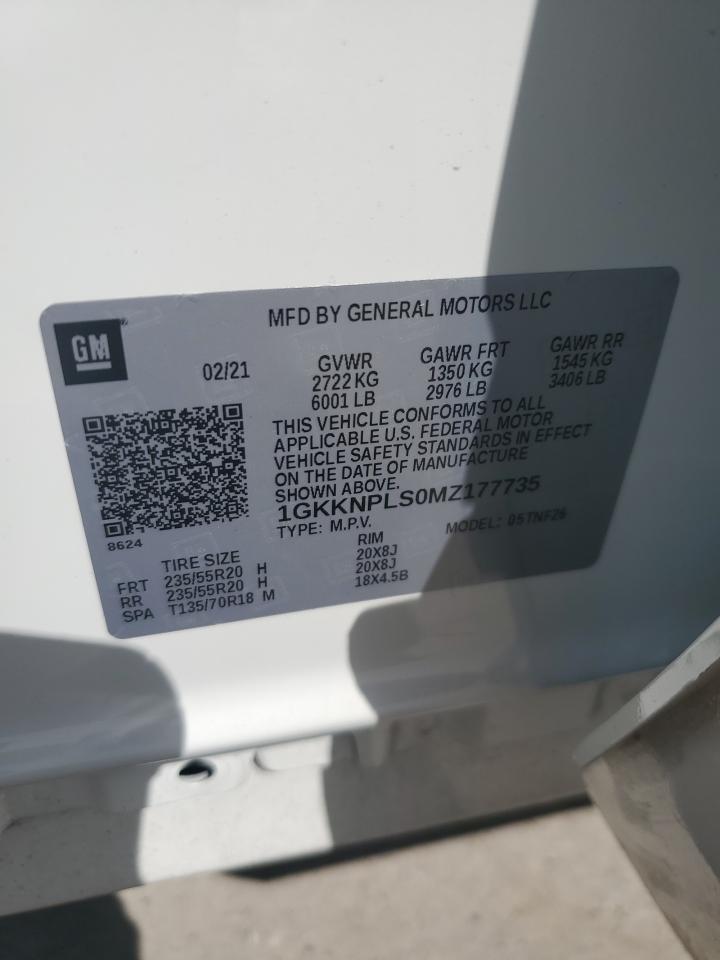 MFD BY GENERAL MOTORS LLC
GM
02/21
GVWR GAWR FRT GAWR RR
2722 KG 1350 KG 1545 KG
6001 LB 2976 LB 3406 LB
THIS VEHICLE CONFORMS TO ALL
APPLICABLE U.S. FEDERAL MOTOR
VEHICLE SAFETY STANDARDS IN EFFECT
ON THE DATE OF MANUFACTURE
SHOWN ABOVE.
1GKKNPLS0MZ177735
TYPE: M.P.V. MODEL: 05TNF26
8624
TIRE SIZE RIM
FRT 235/55R20 H 20X8J
RR 235/55R20 H 20X8J
SPA T135/70R18 M 18X4.5B